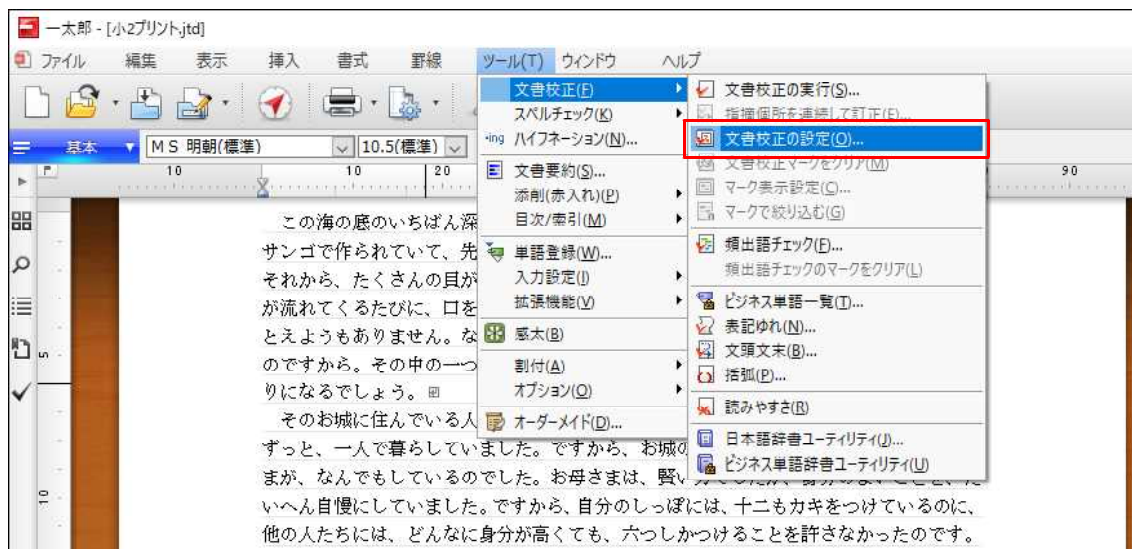 一太郎 - [小2プリント.jtd]
ファイル 編集 表示 挿入 書式 罫線 ツール(T) ウィンドウ ヘルプ
基本 MS 明朝(標準) 10.5(標準)
10 10 20 90
文書校正(F)
スペルチェック(K)
ハイフネーション(N)...
文書要約(S)...
添削(赤入れ)(P)
目次/索引(M)
単語登録(W)...
入力設定(I)
拡張機能(V)
感太(B)
割付(A)
オプション(O)
オーダーメイド(D)...
文書校正の実行(S)...
指摘個所を連続して訂正(E)...
文書校正の設定(O)...
文書校正マークをクリア(M)
マーク表示設定(C)...
マークで絞り込む(G)
頻出語チェック(F)...
頻出語チェックのマークをクリア(L)
ビジネス単語一覧(T)...
表記ゆれ(N)...
文頭文末(B)...
括弧(P)...
読みやすさ(R)
日本語辞書ユーティリティ(J)...
ビジネス単語辞書ユーティリティ(U)
この海の底のいちばん深
サンゴで作られていて、先
それから、たくさんの目が
が流れてくるたびに、口を
とえようもありません。な
のですから。その中の一つ
りになるでしょう。
そのお城に住んでいる人
ずっと、一人で暮らしていました。ですから、お城の
まが、なんでもしているのでした。お母さまは、賢い
いへん自慢にしていました。ですから、自分のしっぽには、十二もカキをつけているのに、
他の人たちには、どんなに身分が高くても、六つしかつけることを許さなかったのです。
5
10